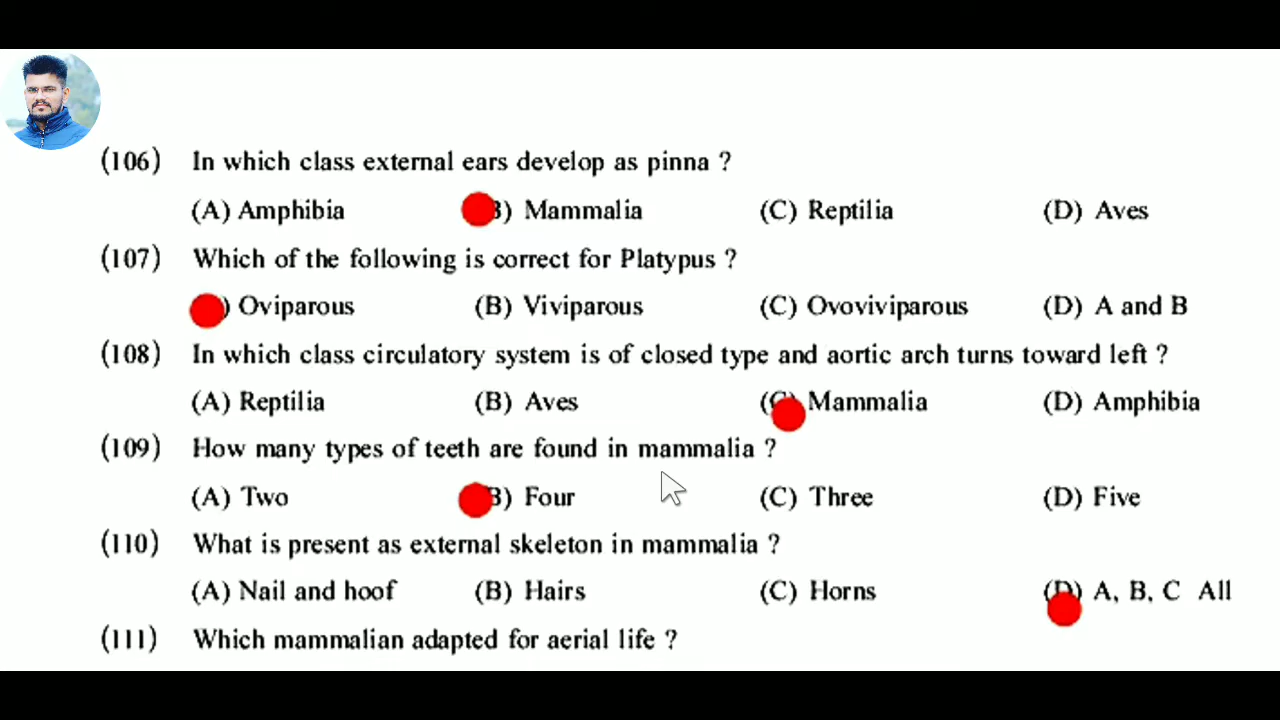 (106) In which class external ears develop as pinna ?
(A) Amphibia B) Mammalia (C) Reptilia (D) Aves
(107) Which of the following is correct for Platypus ?
) Oviparous (B) Viviparous (C) Ovoviviparous (D) A and B
(108) In which class circulatory system is of closed type and aortic arch turns toward left ?
(A) Reptilia (B) Aves (C) Mammalia (D) Amphibia
(109) How many types of teeth are found in mammalia ?
(A) Two B) Four (C) Three (D) Five
(110) What is present as external skeleton in mammalia ?
(A) Nail and hoof (B) Hairs (C) Horns (D) A, B, C All
(111) Which mammalian adapted for aerial life ?